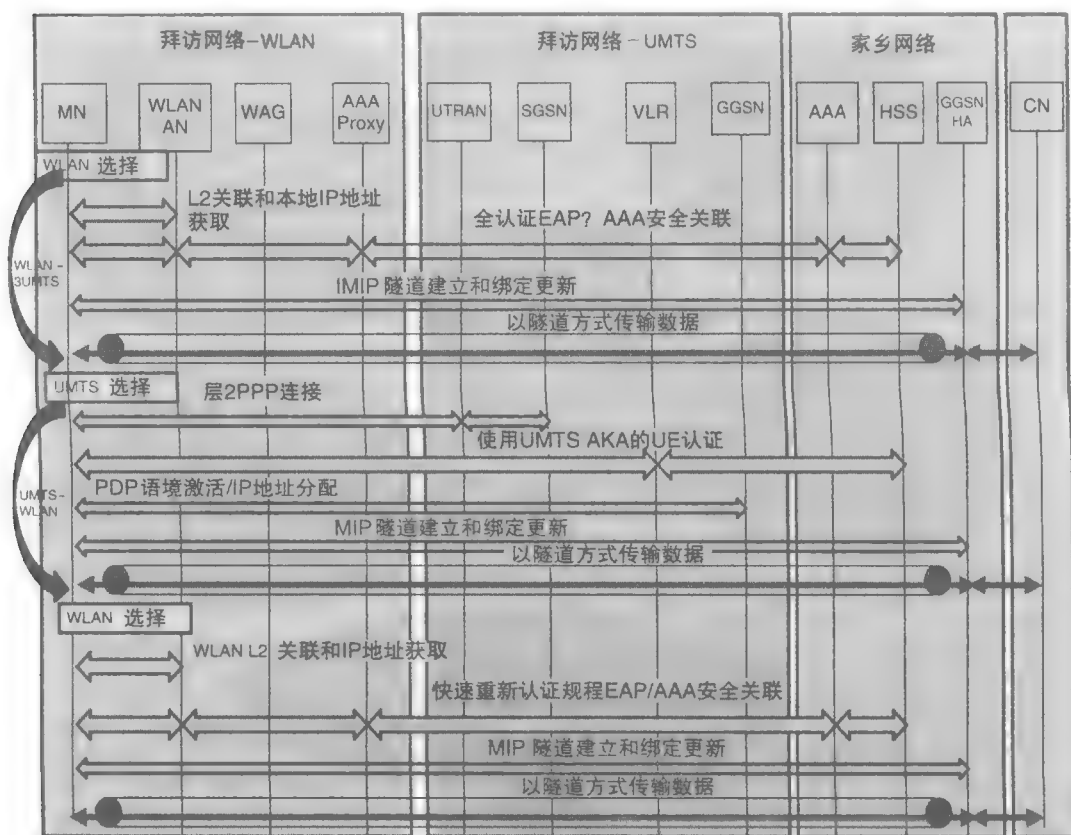 拜访网络-WLAN
拜访网络-UMTS
家乡网络
MN
WLAN
AN
WAG
AAA
Proxy
UTRAN
SGSN
VLR
GGSN
AAA
HSS
GGSN
HA
CN
WLAN 选择
L2关联和本地IP地址
获取
全认证EAP? AAA安全关联
WLAN-
3UMTS
IMIP 隧道建立和绑定更新
以隧道方式传输数据
UMTS 选择
层2PPP连接
使用UMTS AKA的UE认证
UMTS-
WLAN
PDP语境激活/IP地址分配
MIP 隧道建立和绑定更新
以隧道方式传输数据
WLAN 选择
WLAN L2 关联和IP地址获取
快速重新认证规程EAP/AAA安全关联
MIP 隧道建立和绑定更新
以隧道方式传输数据